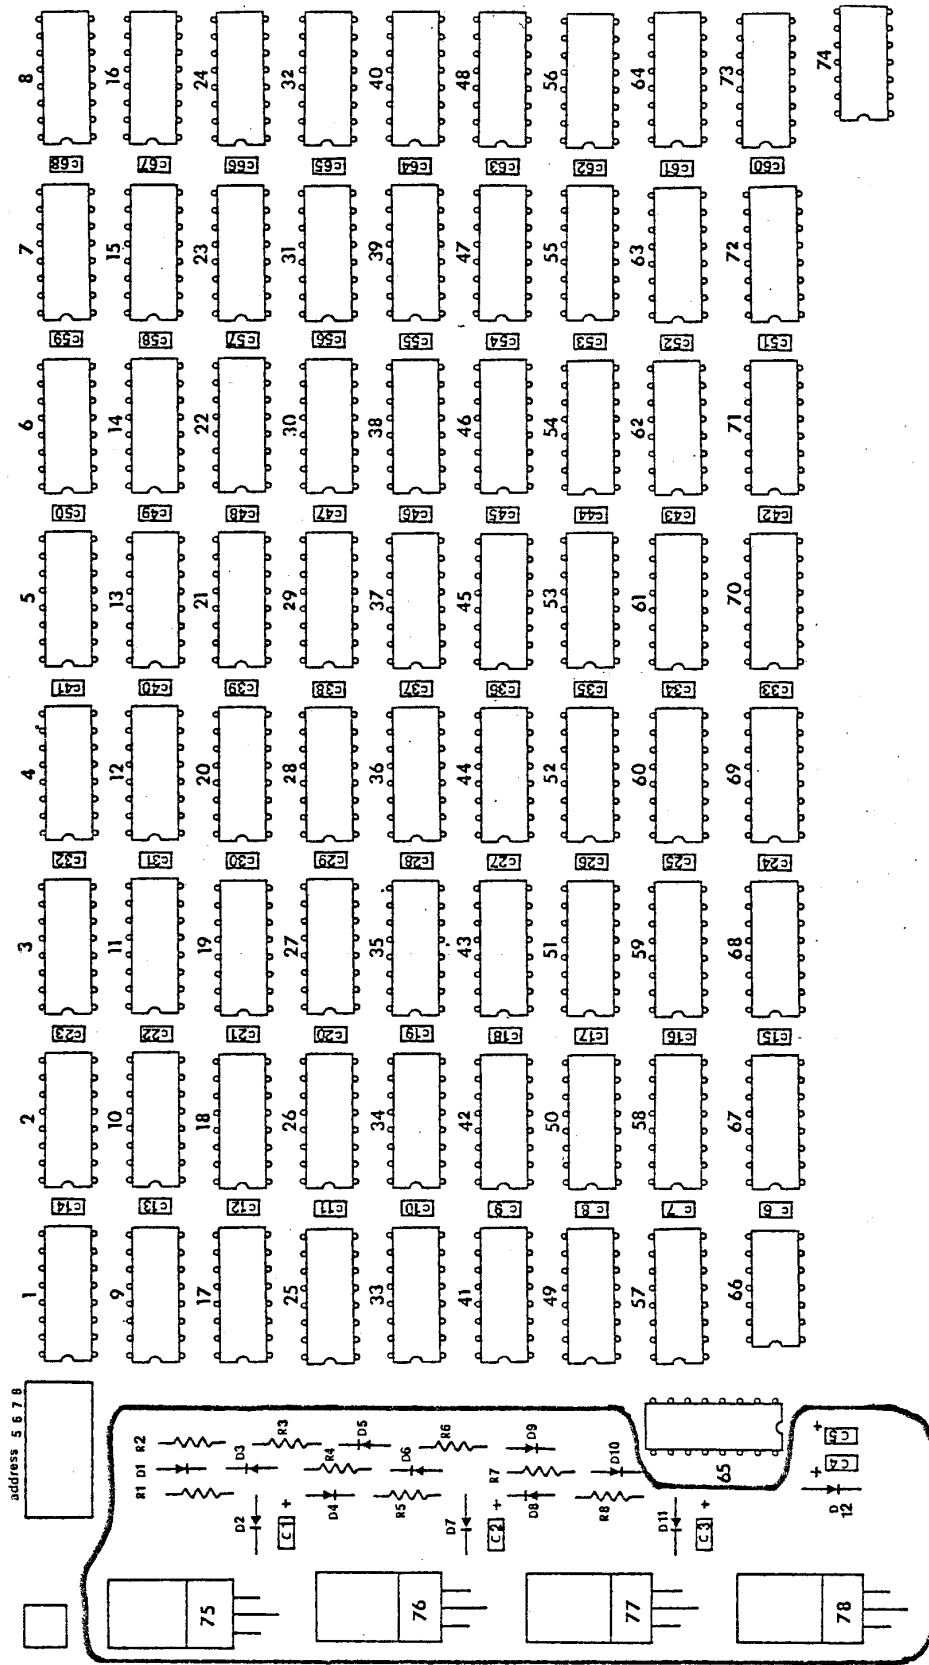 address 5 6 7 8
1 2 3 4 5 6 7 8
C14 C23 C32 C41 C50 C59 C68
9 10 11 12 13 14 15 16
R1 D1 R2
C13 C22 C31 C40 C49 C58 C67
17 18 19 20 21 22 23 24
75
D2 D3
C12 C21 C30 C39 C48 C57 C66
R3
C1 +
25 26 27 28 29 30 31 32
D4 R4
C11 C20 C29 C38 C47 C56 C65
D5
33 34 35 36 37 38 39 40
R5 D6
C10 C19 C28 C37 C46 C55 C64
76
R6
D7
41 42 43 44 45 46 47 48
C2 +
R7
C9 C18 C27 C36 C45 C54 C63
D8 D9
49 50 51 52 53 54 55 56
C8 C17 C26 C35 C44 C53 C62
R8 D10
77
57 58 59 60 61 62 63 64
D11
C7 C16 C25 C34 C43 C52 C61
C3 +
65
66 67 68 69 70 71 72 73
C6 C15 C24 C33 C42 C51 C60
+ +
74
D
12
C4 C5
78